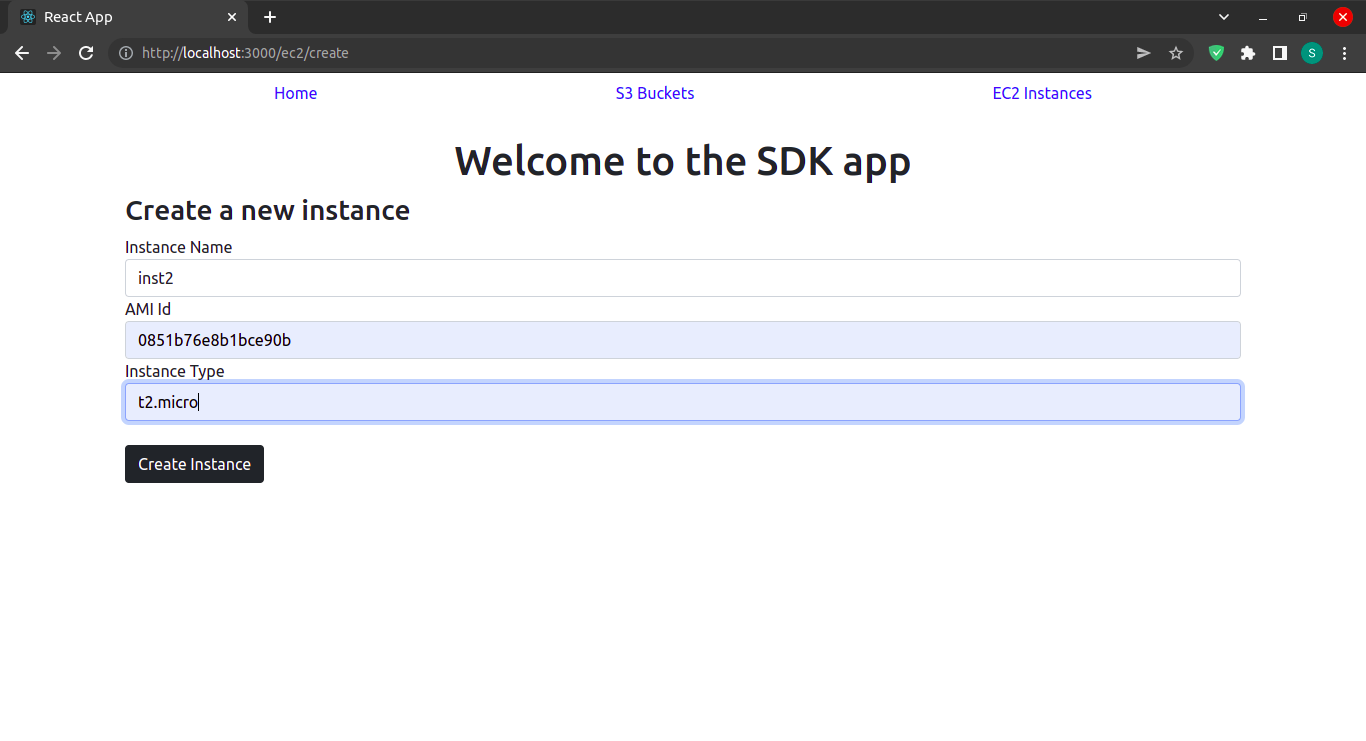 React App
http://localhost:3000/ec2/create
S
Home S3 Buckets EC2 Instances
Welcome to the SDK app
Create a new instance
Instance Name
inst2
AMI Id
0851b76e8b1bce90b
Instance Type
t2.micro
Create Instance